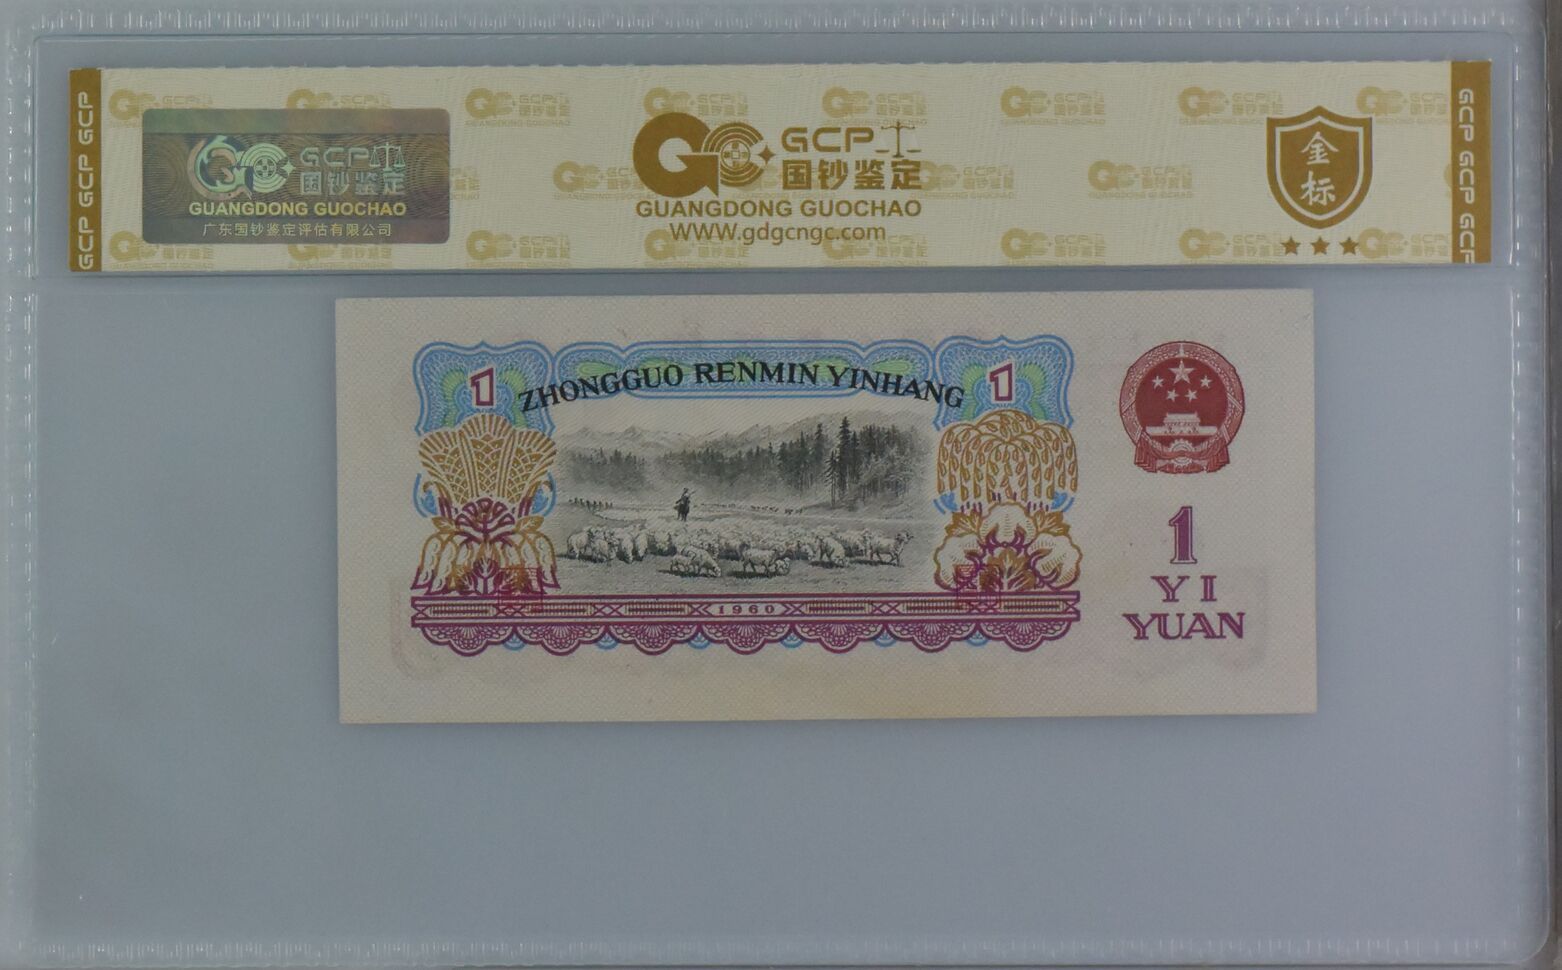 GCP GCP GCP
GCP
国钞鉴定
GUANGDONG GUOCHAO
广东国钞鉴定评估有限公司
GCP
国钞鉴定
GUANGDONG GUOCHAO
www.gdgcngc.com
金
标
GCP GCP GCP
1
ZHONGGUO RENMIN YINHANG
1
1960
1
YI
YUAN